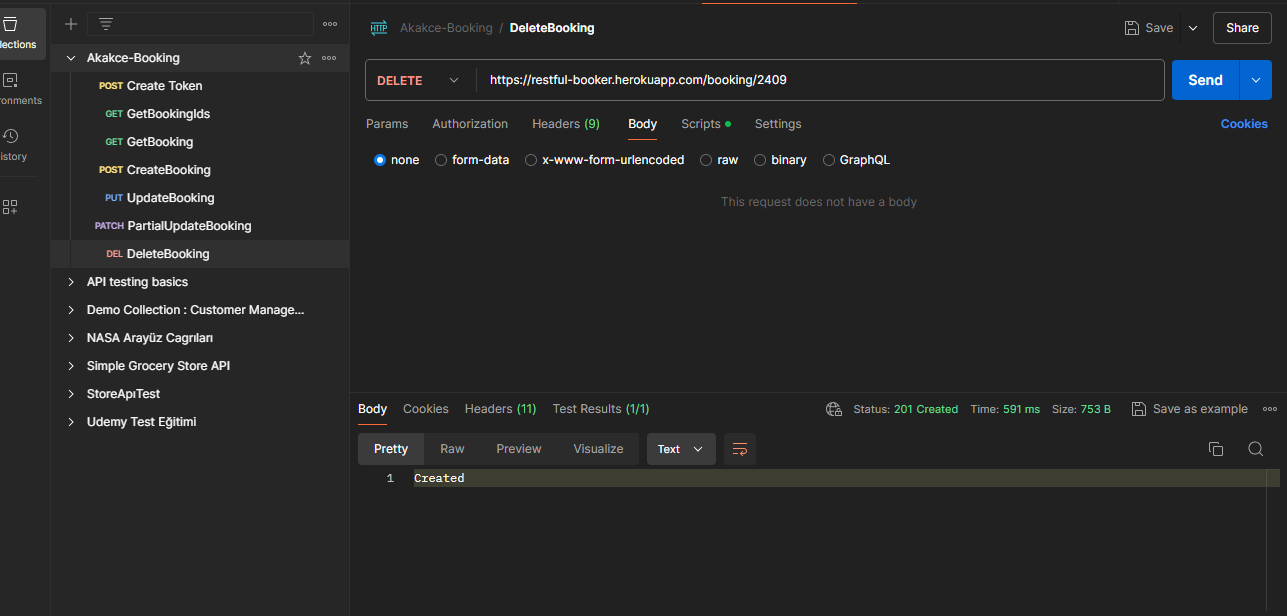 lections
ronments
istory
Akakce-Booking
POST Create Token
GET GetBookingIds
GET GetBooking
POST CreateBooking
PUT UpdateBooking
PATCH PartialUpdateBooking
DEL DeleteBooking
API testing basics
Demo Collection : Customer Manage...
NASA Arayüz Cagrıları
Simple Grocery Store API
StoreApıTest
Udemy Test Eğitimi
HTTP Akakce-Booking / DeleteBooking
Save
Share
DELETE https://restful-booker.herokuapp.com/booking/2409
Send
Params Authorization Headers (9) Body Scripts Settings
Cookies
none form-data x-www-form-urlencoded raw binary GraphQL
This request does not have a body
Body Cookies Headers (11) Test Results (1/1)
Status: 201 Created Time: 591 ms Size: 753 B Save as example
Pretty Raw Preview Visualize Text
1 Created